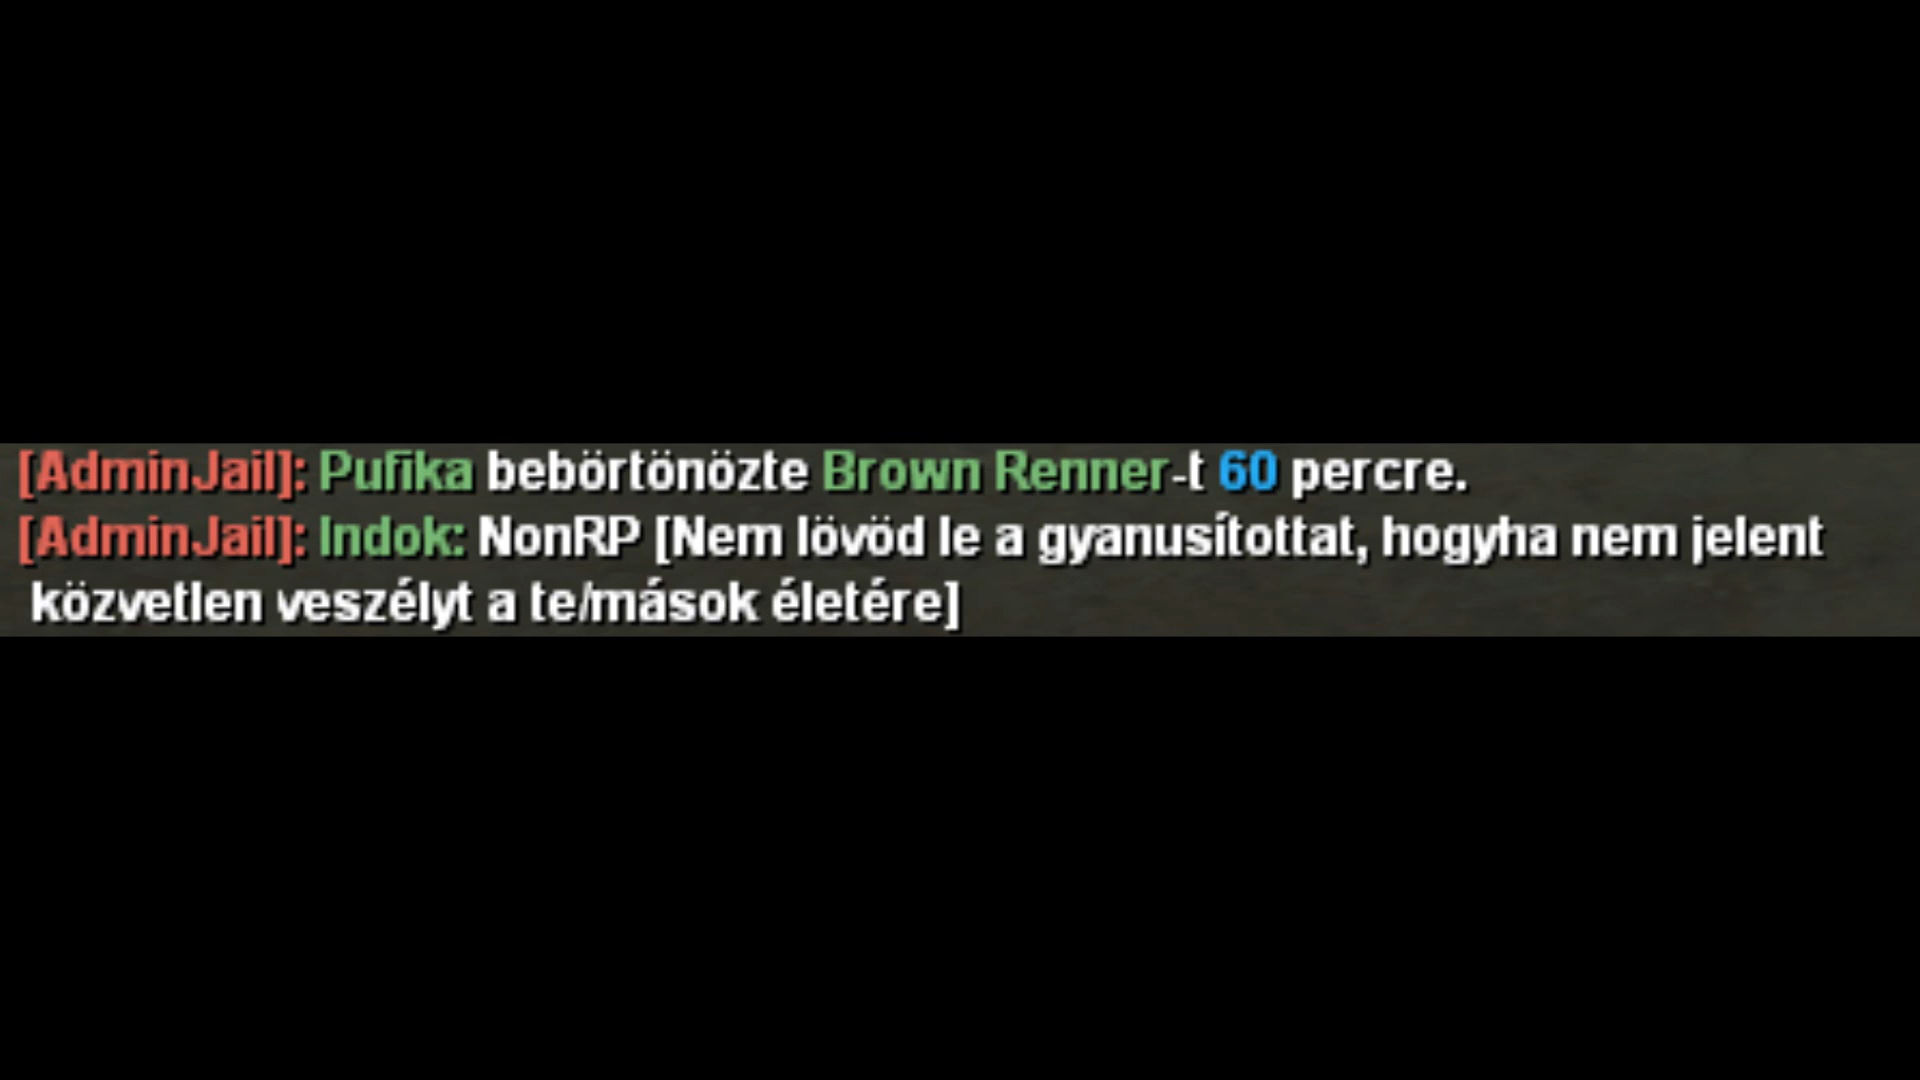 [AdminJail]: Pufika bebörtönözte Brown Renner-t 60 percre.
[AdminJail]: Indok: NonRP [Nem lövöd le a gyanusítottat, hogyha nem jelent
közvetlen veszélyt a te/mások életére]